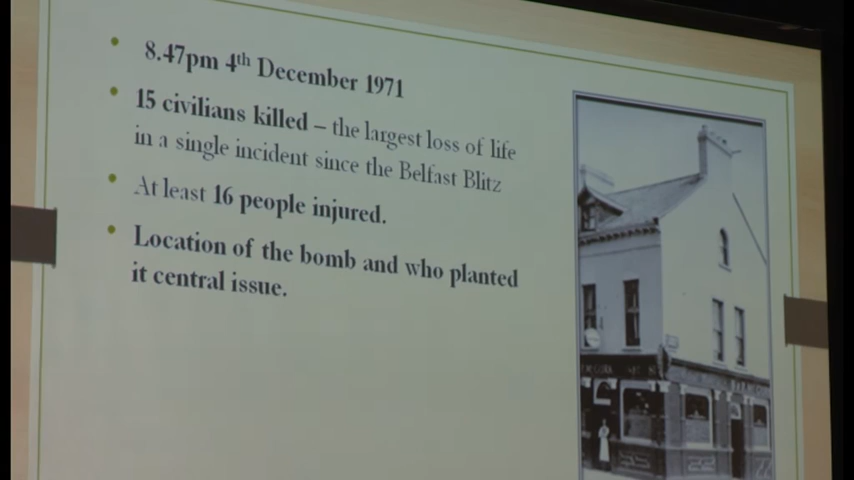 8.47pm 4th December 1971
15 civilians killed – the largest loss of life
in a single incident since the Belfast Blitz
At least 16 people injured.
Location of the bomb and who planted
it central issue.